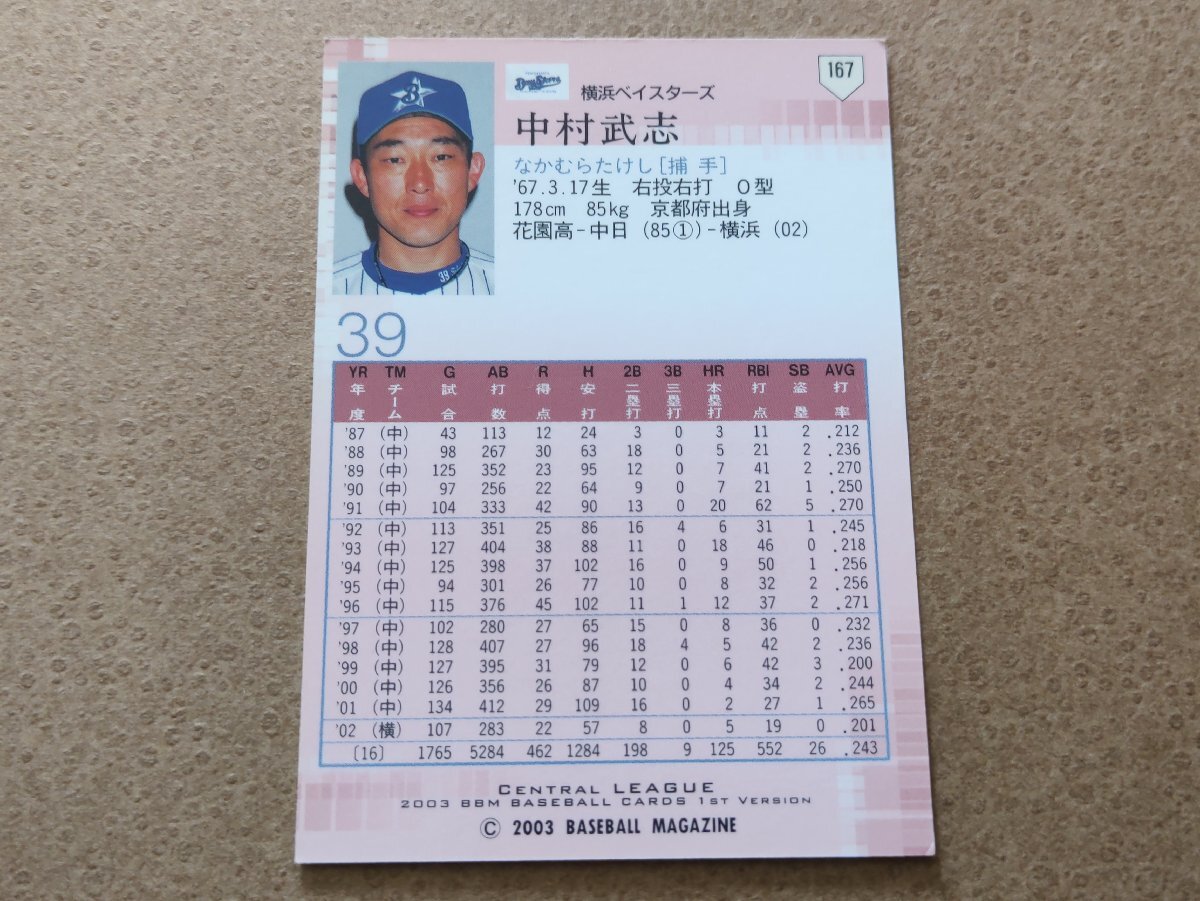 167
横浜ベイスターズ
中村武志
なかむらたけし[捕 手]
'67.3.17生 右投右打 O型
178cm 85kg 京都府出身
花園高-中日(85①)-横浜(02)
39
YR TM G AB R H 2B 3B HR RBI SB AVG
年度 チーム 試合 打数 得点 安打 二塁打 三塁打 本塁打 打点 盗塁 打率
'87 (中) 43 113 12 24 3 0 3 11 2 .212
'88 (中) 98 267 30 63 18 0 5 21 2 .236
'89 (中) 125 352 23 95 12 0 7 41 2 .270
'90 (中) 97 256 22 64 9 0 7 21 1 .250
'91 (中) 104 333 42 90 13 0 20 62 5 .270
'92 (中) 113 351 25 86 16 4 6 31 1 .245
'93 (中) 127 404 38 88 11 0 18 46 0 .218
'94 (中) 125 398 37 102 16 0 9 50 1 .256
'95 (中) 94 301 26 77 10 0 8 32 2 .256
'96 (中) 115 376 45 102 11 1 12 37 2 .271
'97 (中) 102 280 27 65 15 0 8 36 0 .232
'98 (中) 128 407 27 96 18 4 5 42 2 .236
'99 (中) 127 395 31 79 12 0 6 42 3 .200
'00 (中) 126 356 26 87 10 0 4 34 2 .244
'01 (中) 134 412 29 109 16 0 2 27 1 .265
'02 (横) 107 283 22 57 8 0 5 19 0 .201
[16] 1765 5284 462 1284 198 9 125 552 26 .243
CENTRAL LEAGUE
2003 BBM BASEBALL CARDS 1ST VERSION
© 2003 BASEBALL MAGAZINE